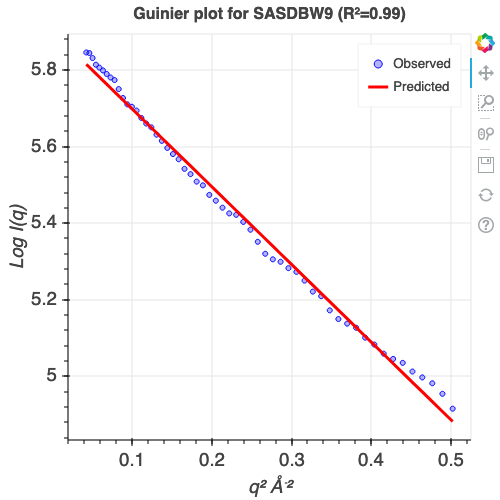 Guinier plot for SASDBW9 (R²=0.99)
Observed
Predicted
Log I(q)
5.8
5.6
5.4
5.2
5
0.1 0.2 0.3 0.4 0.5
q² Å⁻²